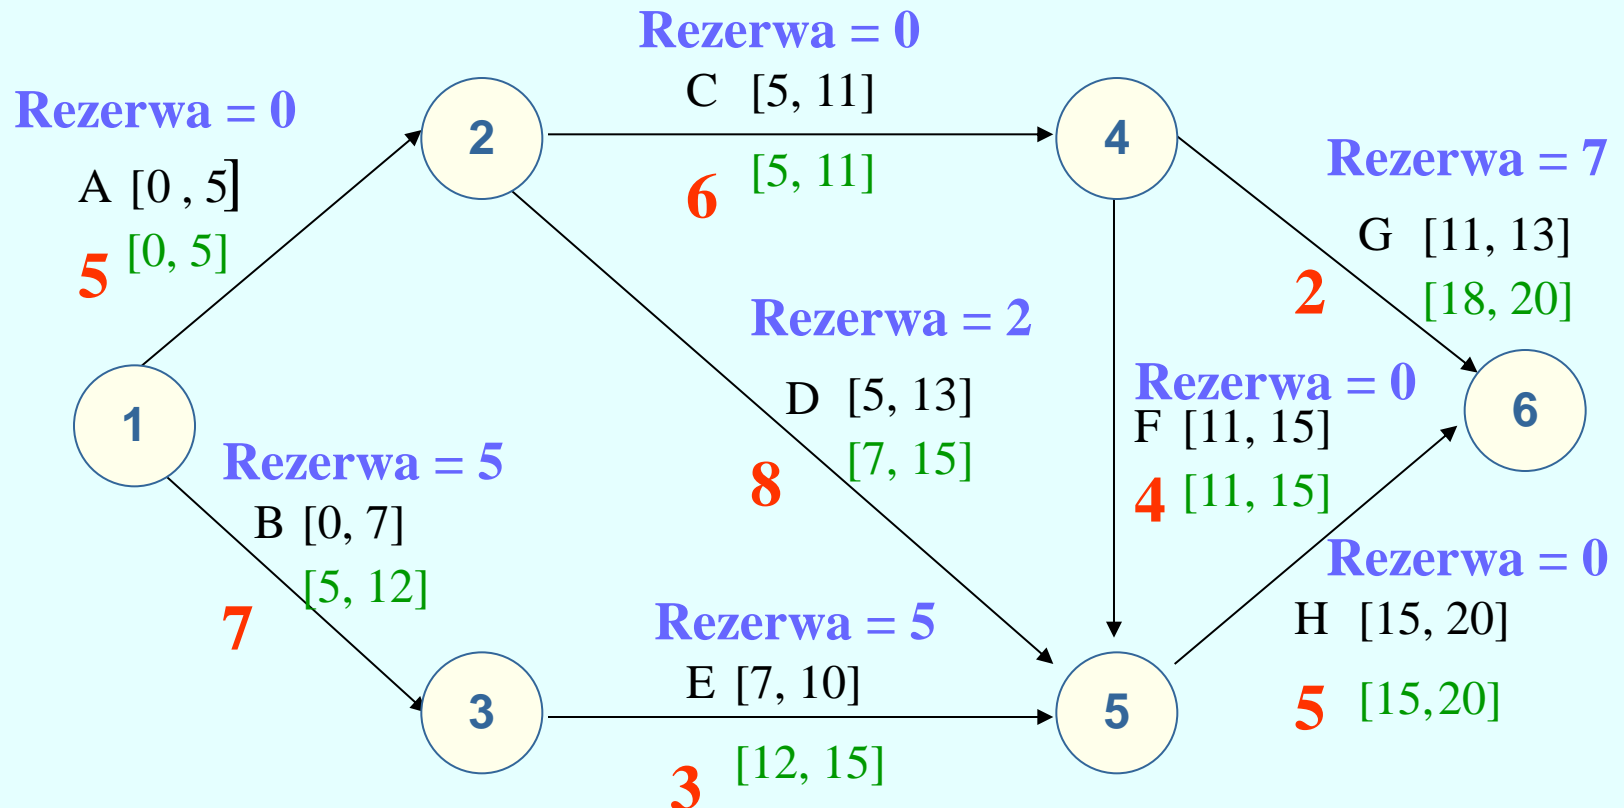 Rezerwa = 0
C [5, 11]
[5, 11]
6
Rezerwa = 0
A [0 , 5]
[0, 5]
5
2
4
Rezerwa = 7
G [11, 13]
[18, 20]
2
Rezerwa = 2
D [5, 13]
[7, 15]
8
Rezerwa = 0
F [11, 15]
[11, 15]
4
1
6
Rezerwa = 5
B [0, 7]
[5, 12]
7
Rezerwa = 0
H [15, 20]
[15,20]
5
Rezerwa = 5
E [7, 10]
[12, 15]
3
3
5